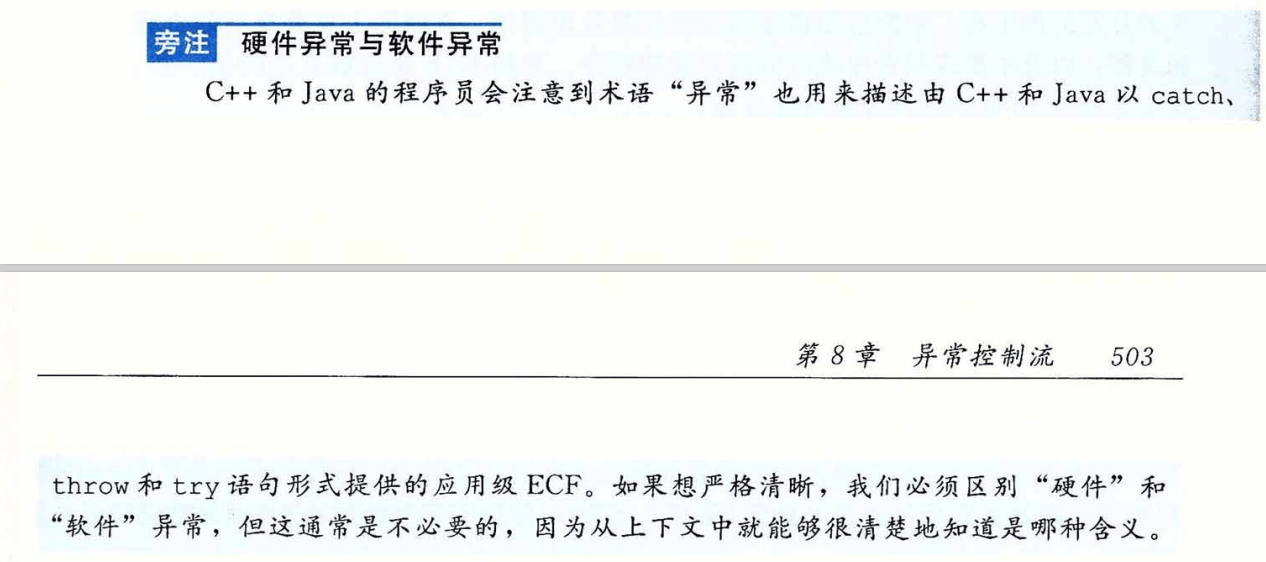 旁注 硬件异常与软件异常
C++ 和 Java 的程序员会注意到术语“异常”也用来描述由 C++ 和 Java 以 catch、
第 8 章 异常控制流 503
throw 和 try 语句形式提供的应用级 ECF。如果想严格清晰，我们必须区别“硬件”和
“软件”异常，但这通常是不必要的，因为从上下文中就能够很清楚地知道是哪种含义。